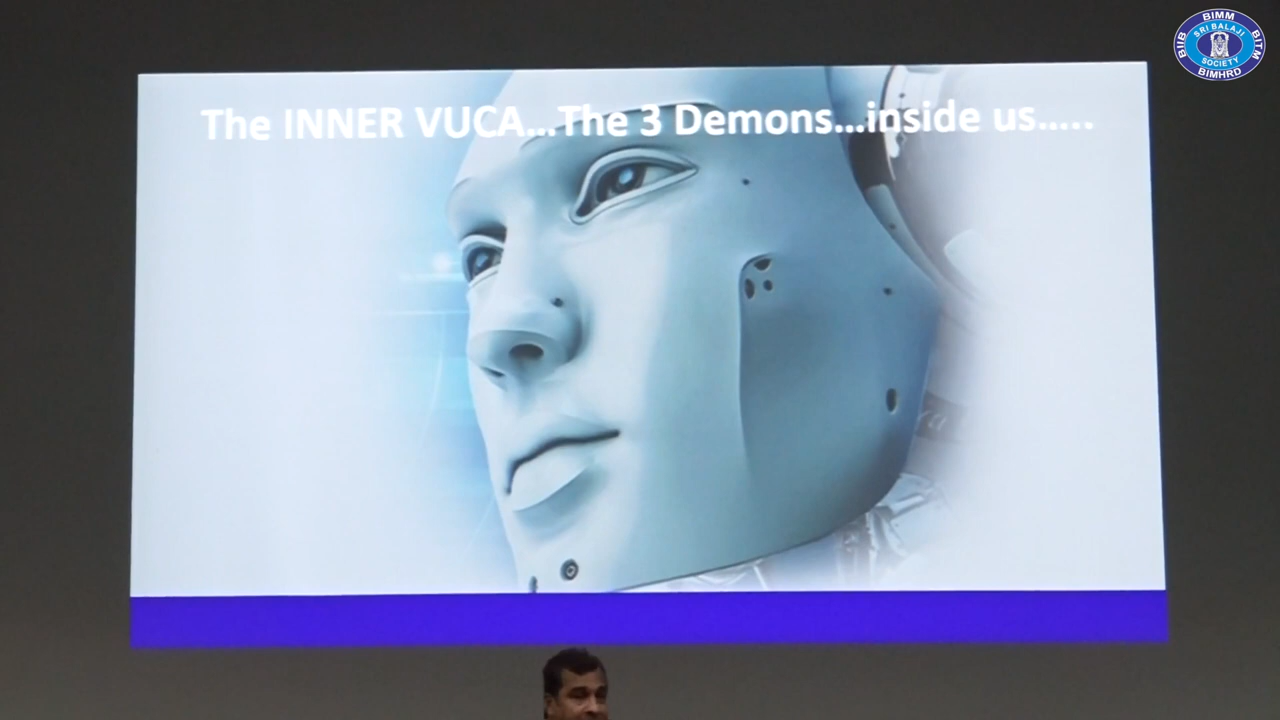 The INNER VUCA...The 3 Demons...inside us.....
BIMM
BIIB
SRI BALAJI
SOCIETY
BITM
BIMHRD